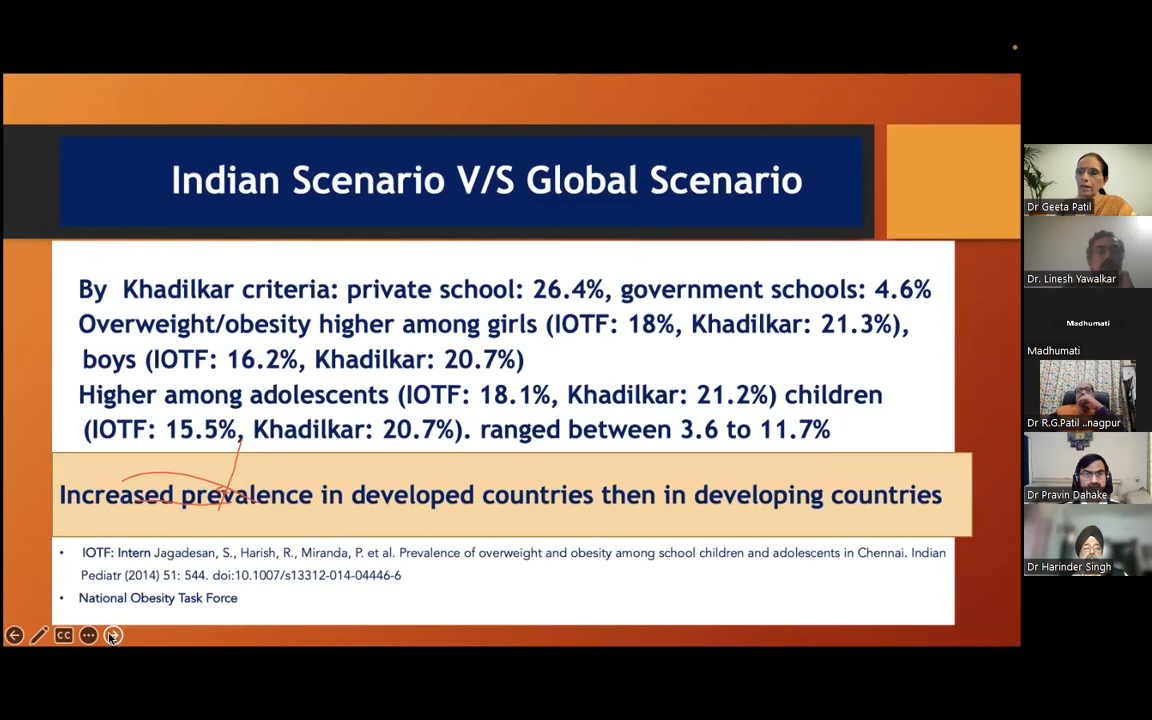 Indian Scenario V/S Global Scenario
By Khadilkar criteria: private school: 26.4%, government schools: 4.6%
Overweight/obesity higher among girls (IOTF: 18%, Khadilkar: 21.3%),
boys (IOTF: 16.2%, Khadilkar: 20.7%)
Higher among adolescents (IOTF: 18.1%, Khadilkar: 21.2%) children
(IOTF: 15.5%, Khadilkar: 20.7%). ranged between 3.6 to 11.7%
Increased prevalence in developed countries then in developing countries
• IOTF: Intern Jagadesan, S., Harish, R., Miranda, P. et al. Prevalence of overweight and obesity among school children and adolescents in Chennai. Indian
Pediatr (2014) 51: 544. doi:10.1007/s13312-014-04446-6
• National Obesity Task Force
CC
Dr Geeta Patil
Dr. Linesh Yawalkar
Madhumati
Madhumati
Dr R.G.Patil ..nagpur
Dr Pravin Dahake
Dr Harinder Singh